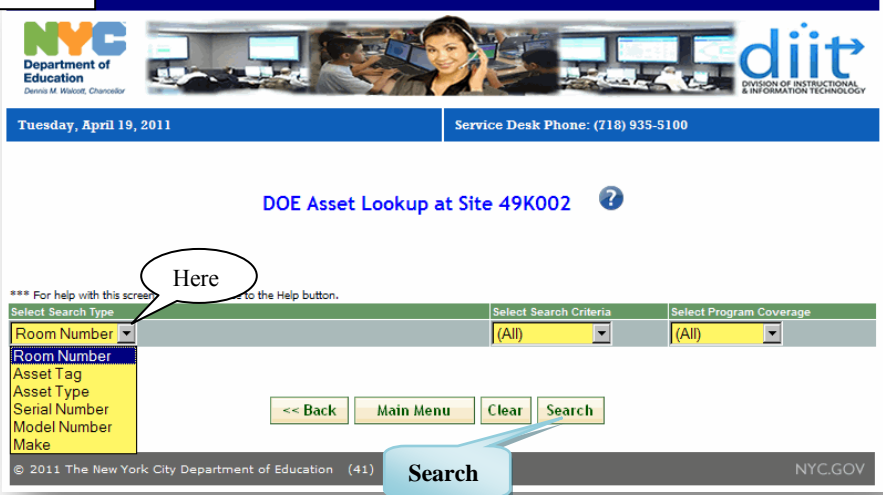 NYC
Department of
Education
Dennis M. Walcott, Chancellor
diit
DIVISION OF INSTRUCTIONAL
& INFORMATION TECHNOLOGY
Tuesday, April 19, 2011 Service Desk Phone: (718) 935-5100
DOE Asset Lookup at Site 49K002 ?
Here
*** For help with this screen to the Help button.
Select Search Type Select Search Criteria Select Program Coverage
Room Number (All) (All)
Room Number
Asset Tag
Asset Type
Serial Number
Model Number
Make
<< Back Main Menu Clear Search
Search
© 2011 The New York City Department of Education (41) NYC.GOV